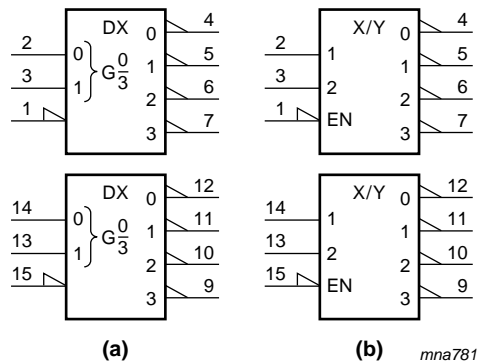 DX
0 4
2 0 1 5
3 1 G 0/3 2 6
1 3 7
X/Y
0 4
2 1 1 5
3 2 2 6
1 EN 3 7
DX
0 12
14 0 1 11
13 1 G 0/3 2 10
15 3 9
X/Y
0 12
14 1 1 11
13 2 2 10
15 EN 3 9
(a)
(b)
mna781